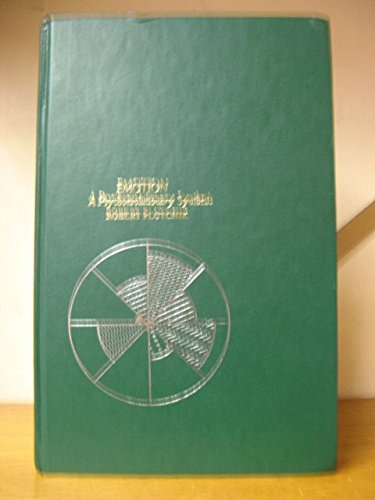 EMOTION
A Psychoevolutionary Synthesis
ROBERT PLUTCHIK